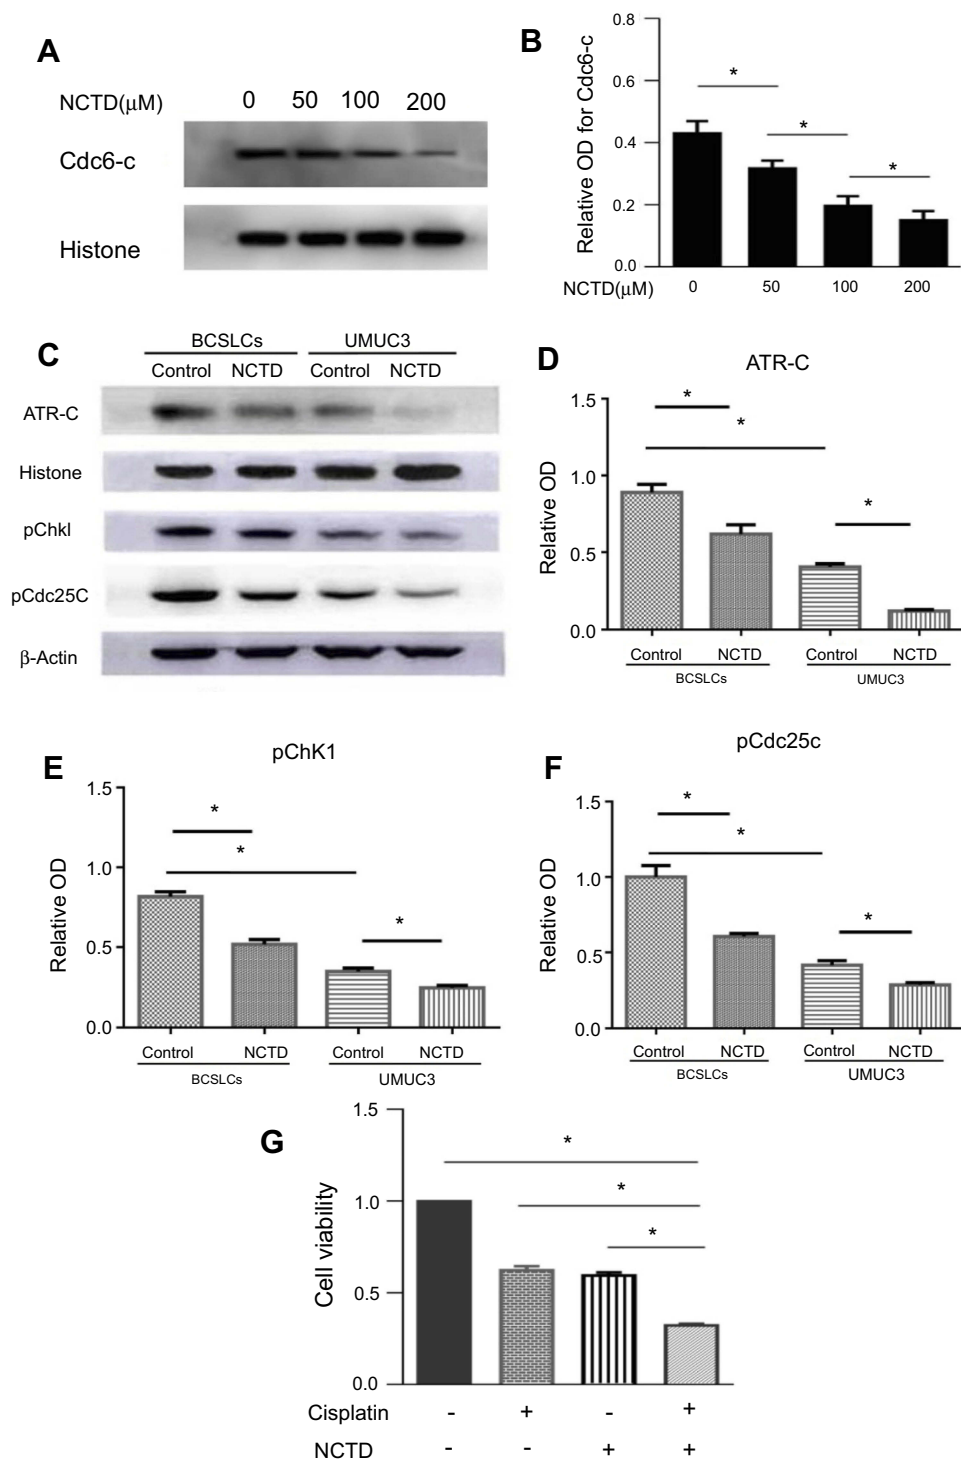 A
NCTD(μM) 0 50 100 200
Cdc6-c
Histone
B
Relative OD for Cdc6-c
0.8
0.6
0.4
0.2
0.0
* * *
NCTD(μM) 0 50 100 200
C
BCSLCs UMUC3
Control NCTD Control NCTD
ATR-C
Histone
pChkl
pCdc25C
β-Actin
D
ATR-C
Relative OD
1.5
1.0
0.5
0.0
* * *
Control NCTD Control NCTD
BCSLCs UMUC3
E
pChK1
Relative OD
1.5
1.0
0.5
0.0
* * *
Control NCTD Control NCTD
BCSLCs UMUC3
F
pCdc25c
Relative OD
1.5
1.0
0.5
0.0
* * *
Control NCTD Control NCTD
BCSLCs UMUC3
G
Cell viability
1.5
1.0
0.5
0.0
* * *
Cisplatin - + - +
NCTD - - + +